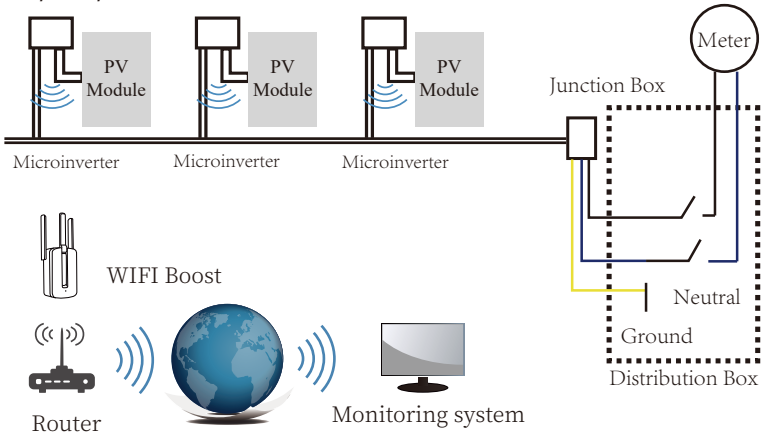 Meter
PV
Module
PV
Module
PV
Module
Junction Box
Microinverter
Microinverter
Microinverter
WIFI Boost
Neutral
Ground
Distribution Box
Router
Monitoring system